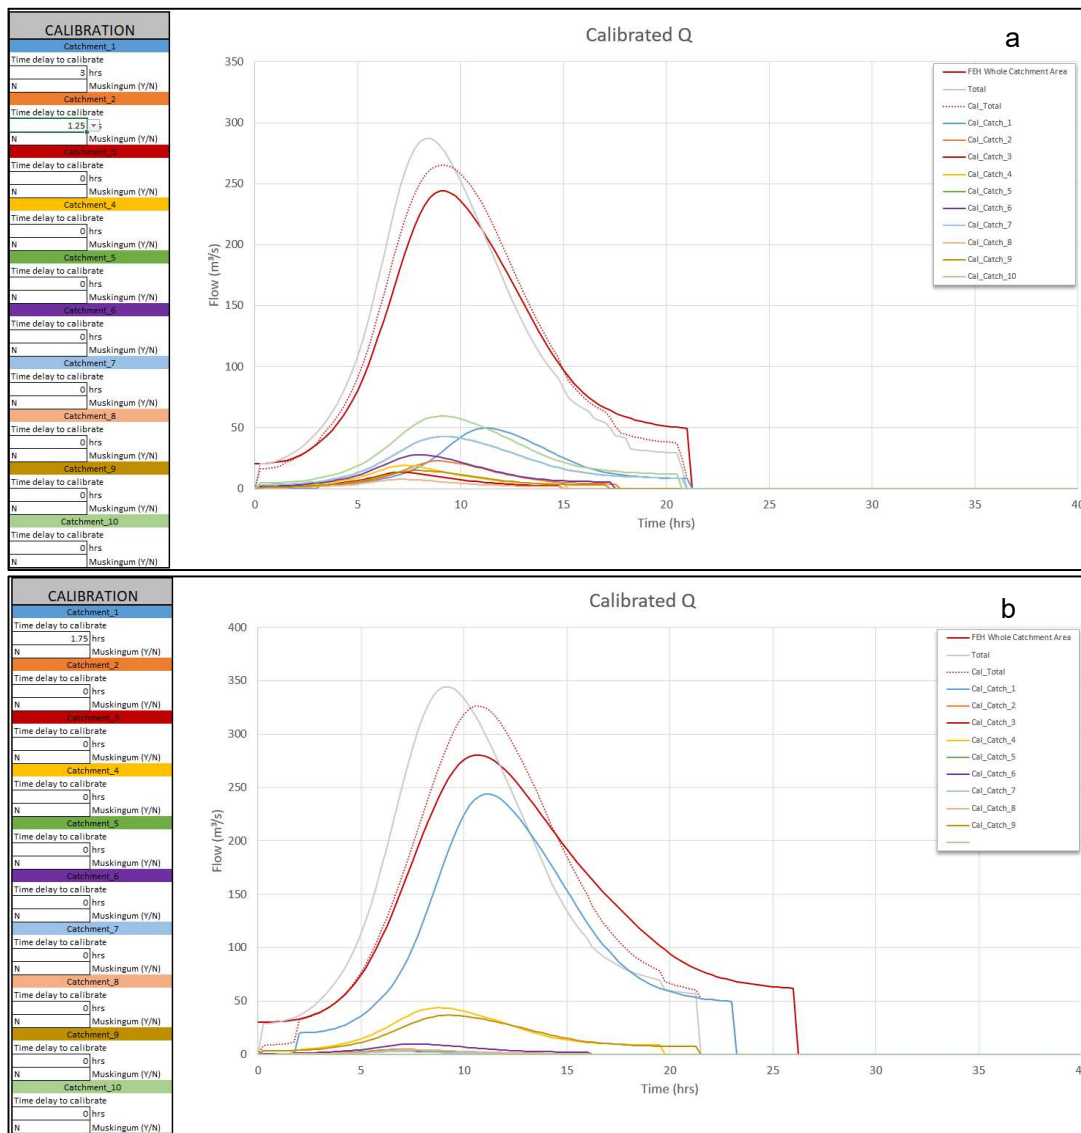 CALIBRATION
Catchment_1
Time delay to calibrate
3 hrs
N Muskingum (Y/N)
Catchment_2
Time delay to calibrate
1.25
N Muskingum (Y/N)
Catchment_3
Time delay to calibrate
0 hrs
N Muskingum (Y/N)
Catchment_4
Time delay to calibrate
0 hrs
N Muskingum (Y/N)
Catchment_5
Time delay to calibrate
0 hrs
N Muskingum (Y/N)
Catchment_6
Time delay to calibrate
0 hrs
N Muskingum (Y/N)
Catchment_7
Time delay to calibrate
0 hrs
N Muskingum (Y/N)
Catchment_8
Time delay to calibrate
0 hrs
N Muskingum (Y/N)
Catchment_9
Time delay to calibrate
0 hrs
N Muskingum (Y/N)
Catchment_10
Time delay to calibrate
0 hrs
N Muskingum (Y/N)
Calibrated Q
a
350
300
250
200
150
100
50
0
Flow (m³/s)
0 5 10 15 20 25 30 35 40
Time (hrs)
FEH Whole Catchment Area
Total
Cal_Total
Cal_Catch_1
Cal_Catch_2
Cal_Catch_3
Cal_Catch_4
Cal_Catch_5
Cal_Catch_6
Cal_Catch_7
Cal_Catch_8
Cal_Catch_9
Cal_Catch_10
CALIBRATION
Catchment_1
Time delay to calibrate
1.75 hrs
N Muskingum (Y/N)
Catchment_2
Time delay to calibrate
0 hrs
N Muskingum (Y/N)
Catchment_3
Time delay to calibrate
0 hrs
N Muskingum (Y/N)
Catchment_4
Time delay to calibrate
0 hrs
N Muskingum (Y/N)
Catchment_5
Time delay to calibrate
0 hrs
N Muskingum (Y/N)
Catchment_6
Time delay to calibrate
0 hrs
N Muskingum (Y/N)
Catchment_7
Time delay to calibrate
0 hrs
N Muskingum (Y/N)
Catchment_8
Time delay to calibrate
0 hrs
N Muskingum (Y/N)
Catchment_9
Time delay to calibrate
0 hrs
N Muskingum (Y/N)
Catchment_10
Time delay to calibrate
0 hrs
N Muskingum (Y/N)
Calibrated Q
b
400
350
300
250
200
150
100
50
0
Flow (m³/s)
0 5 10 15 20 25 30 35 40
Time (hrs)
FEH Whole Catchment Area
Total
Cal_Total
Cal_Catch_1
Cal_Catch_2
Cal_Catch_3
Cal_Catch_4
Cal_Catch_5
Cal_Catch_6
Cal_Catch_7
Cal_Catch_8
Cal_Catch_9